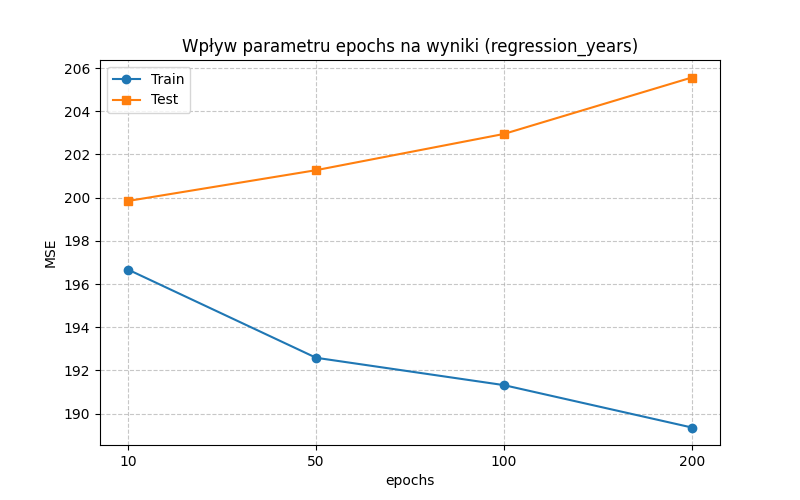 Wpływ parametru epochs na wyniki (regression_years)
Train
Test
206
204
202
200
198
196
194
192
190
MSE
10
50
100
200
epochs